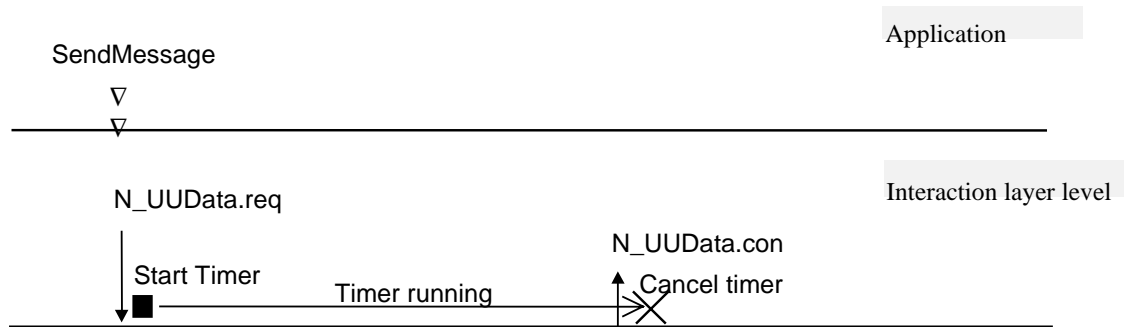 Application
SendMessage
N_UUData.req
Interaction layer level
N_UUData.con
Start Timer
Cancel timer
Timer running